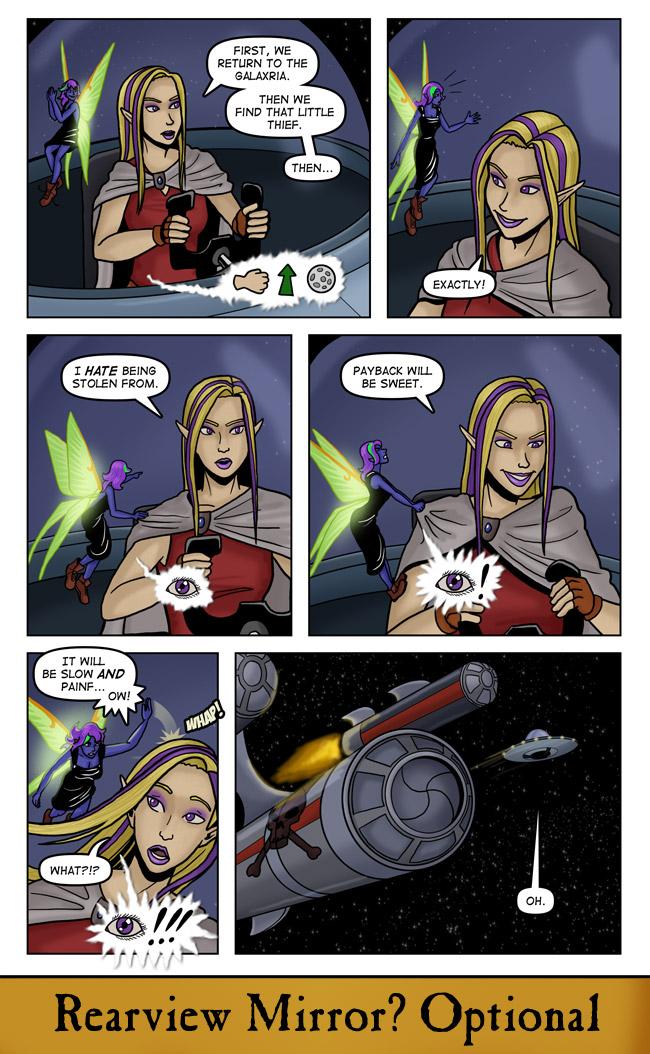 FIRST, WE
RETURN TO THE
GALAXRIA.
THEN WE
FIND THAT LITTLE
THIEF.
THEN...
EXACTLY!
I HATE BEING
STOLEN FROM.
PAYBACK WILL
BE SWEET.
!
IT WILL
BE SLOW AND
PAINF...
OW!
WHAP!
WHAT?!?
!!!
OH.
Rearview Mirror? Optional